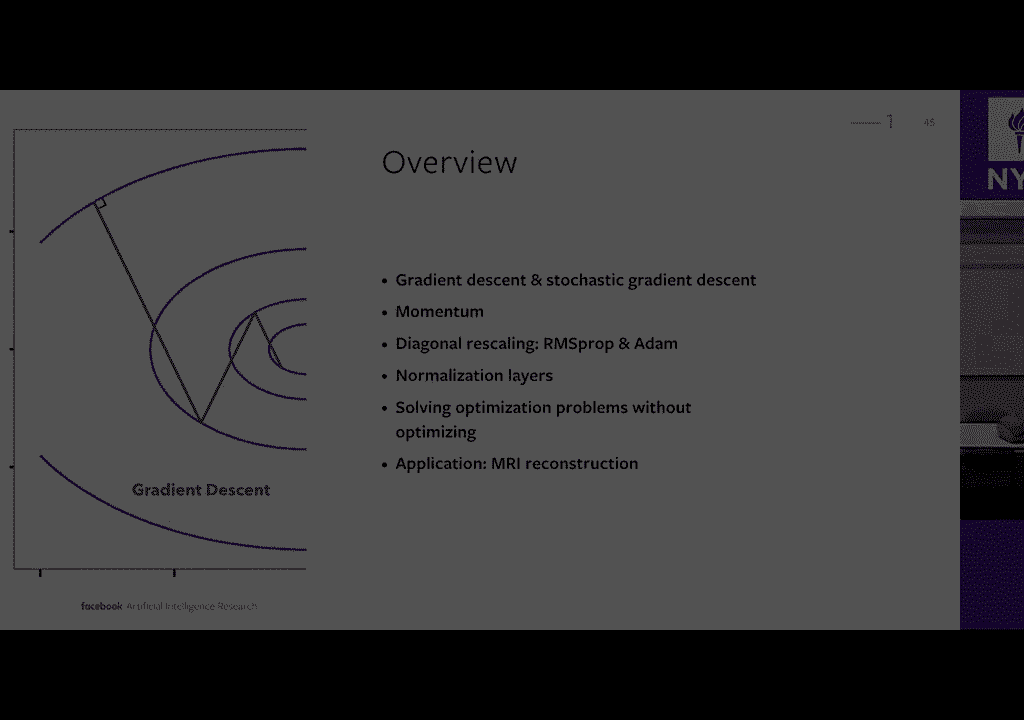 1 45
NY
Overview
• Gradient descent & stochastic gradient descent
• Momentum
• Diagonal rescaling: RMSprop & Adam
• Normalization layers
• Solving optimization problems without
optimizing
• Application: MRI reconstruction
Gradient Descent
facebook Artificial Intelligence Research